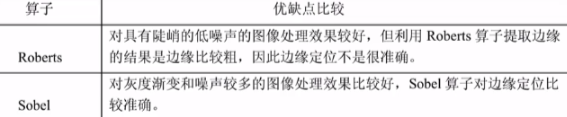 算子 优缺点比较
对具有陡峭的低噪声的图像处理效果较好，但利用 Roberts 算子提取边缘
Roberts 的结果是边缘比较粗，因此边缘定位不是很准确。
对灰度渐变和噪声较多的图像处理效果比较好，Sobel 算子对边缘定位比
Sobel 较准确。